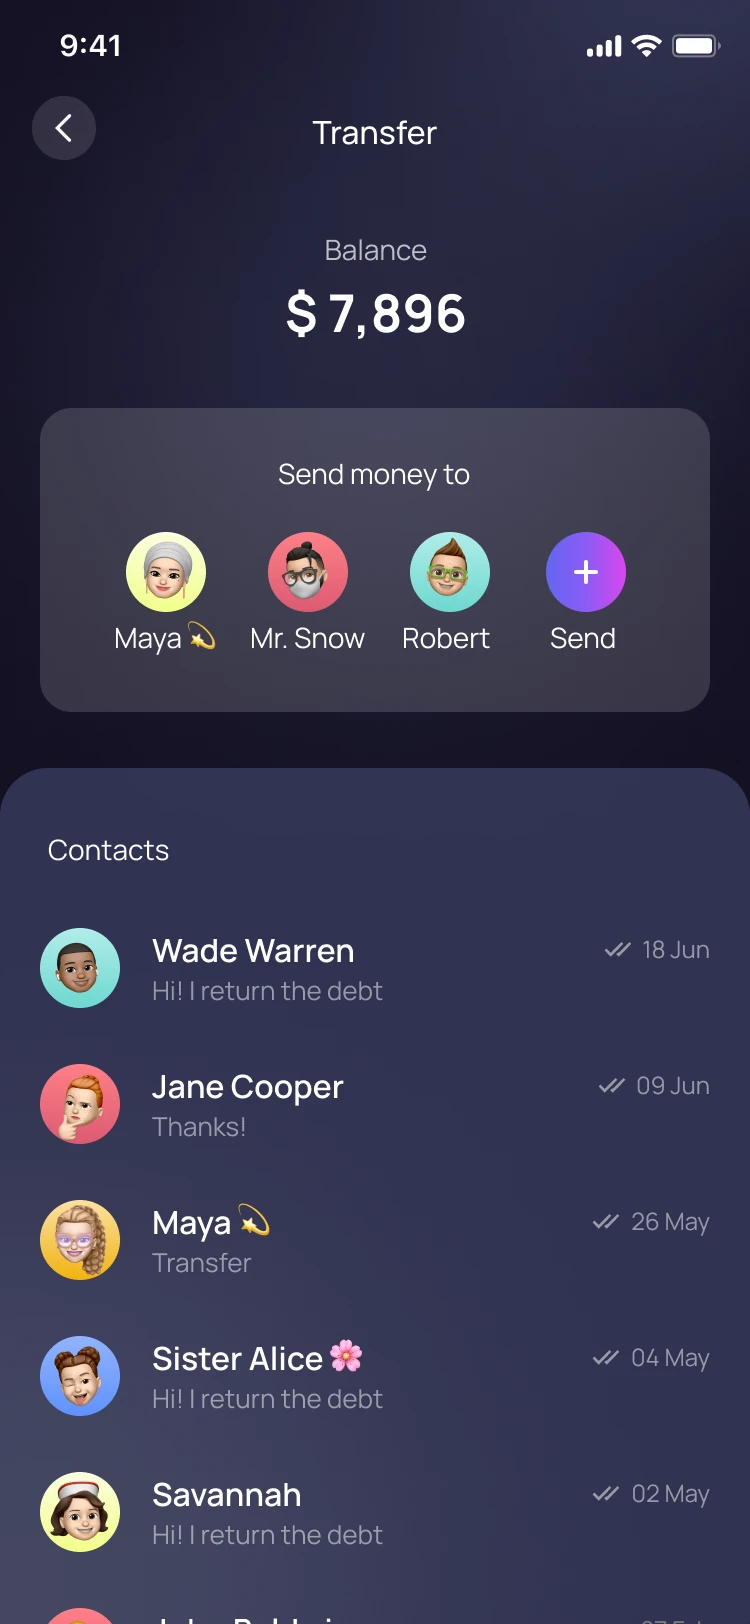 9:41
Transfer
Balance
$ 7,896
Send money to
Maya 💫 Mr. Snow Robert Send
Contacts
Wade Warren 18 Jun
Hi! I return the debt
Jane Cooper 09 Jun
Thanks!
Maya 💫 26 May
Transfer
Sister Alice 🌸 04 May
Hi! I return the debt
Savannah 02 May
Hi! I return the debt